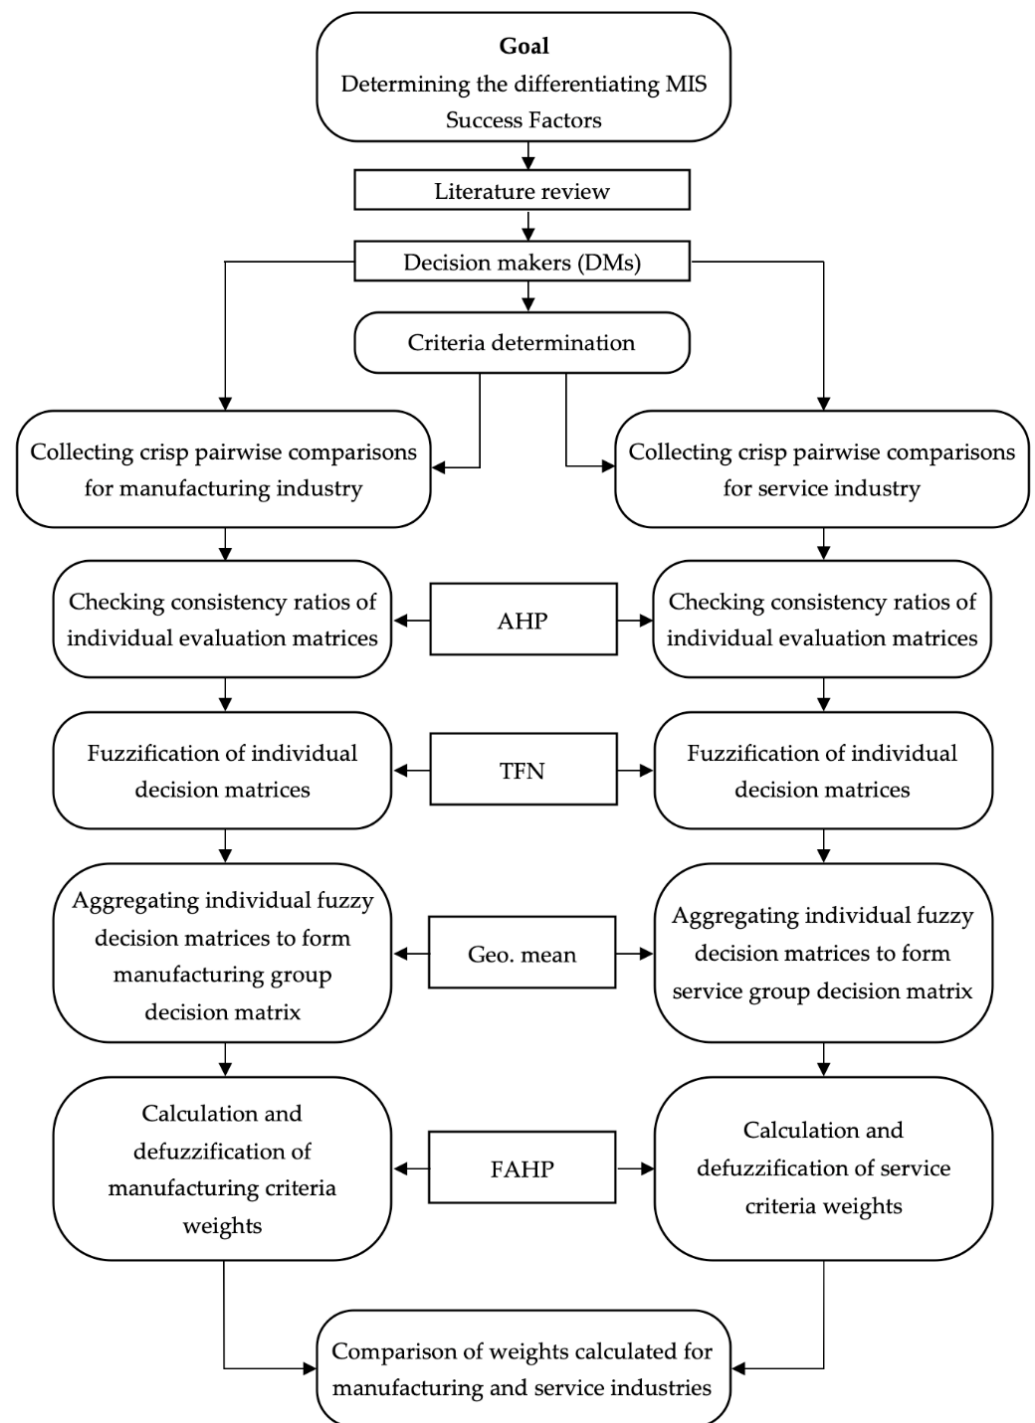 Goal
Determining the differentiating MIS
Success Factors
Literature review
Decision makers (DMs)
Criteria determination
Collecting crisp pairwise comparisons
for manufacturing industry
Collecting crisp pairwise comparisons
for service industry
Checking consistency ratios of
individual evaluation matrices
AHP
Checking consistency ratios of
individual evaluation matrices
Fuzzification of individual
decision matrices
TFN
Fuzzification of individual
decision matrices
Aggregating individual fuzzy
decision matrices to form
manufacturing group
decision matrix
Geo. mean
Aggregating individual fuzzy
decision matrices to form
service group decision matrix
Calculation and
defuzzification of
manufacturing criteria
weights
FAHP
Calculation and
defuzzification of service
criteria weights
Comparison of weights calculated for
manufacturing and service industries